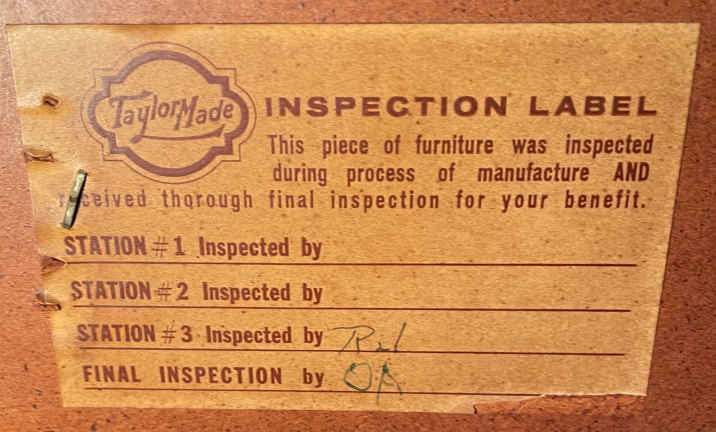 TaylorMade
INSPECTION LABEL
This piece of furniture was inspected
during process of manufacture AND
received thorough final inspection for your benefit.
STATION #1 Inspected by
STATION #2 Inspected by
STATION #3 Inspected by
FINAL INSPECTION by OA